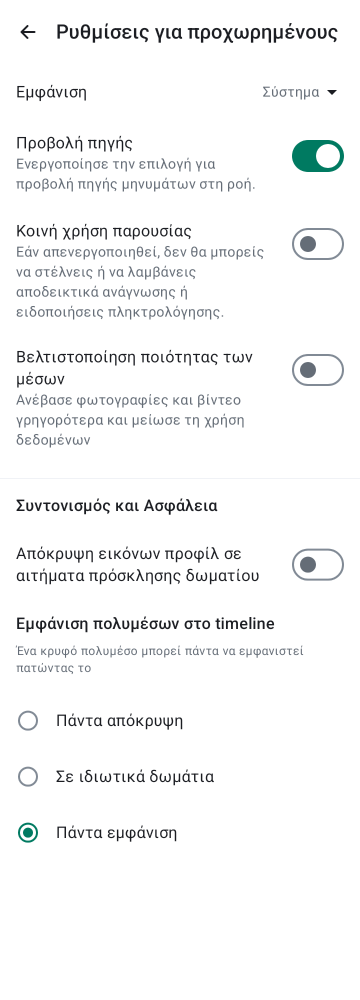 Ρυθμίσεις για προχωρημένους
Εμφάνιση
Σύστημα
Προβολή πηγής
Ενεργοποίησε την επιλογή για
προβολή πηγής μηνυμάτων στη ροή.
Κοινή χρήση παρουσίας
Εάν απενεργοποιηθεί, δεν θα μπορείς
να στέλνεις ή να λαμβάνεις
αποδεικτικά ανάγνωσης ή
ειδοποιήσεις πληκτρολόγησης.
Βελτιστοποίηση ποιότητας των
μέσων
Ανέβασε φωτογραφίες και βίντεο
γρηγορότερα και μείωσε τη χρήση
δεδομένων
Συντονισμός και Ασφάλεια
Απόκρυψη εικόνων προφίλ σε
αιτήματα πρόσκλησης δωματίου
Εμφάνιση πολυμέσων στο timeline
Ένα κρυφό πολυμέσο μπορεί πάντα να εμφανιστεί
πατώντας το
Πάντα απόκρυψη
Σε ιδιωτικά δωμάτια
Πάντα εμφάνιση